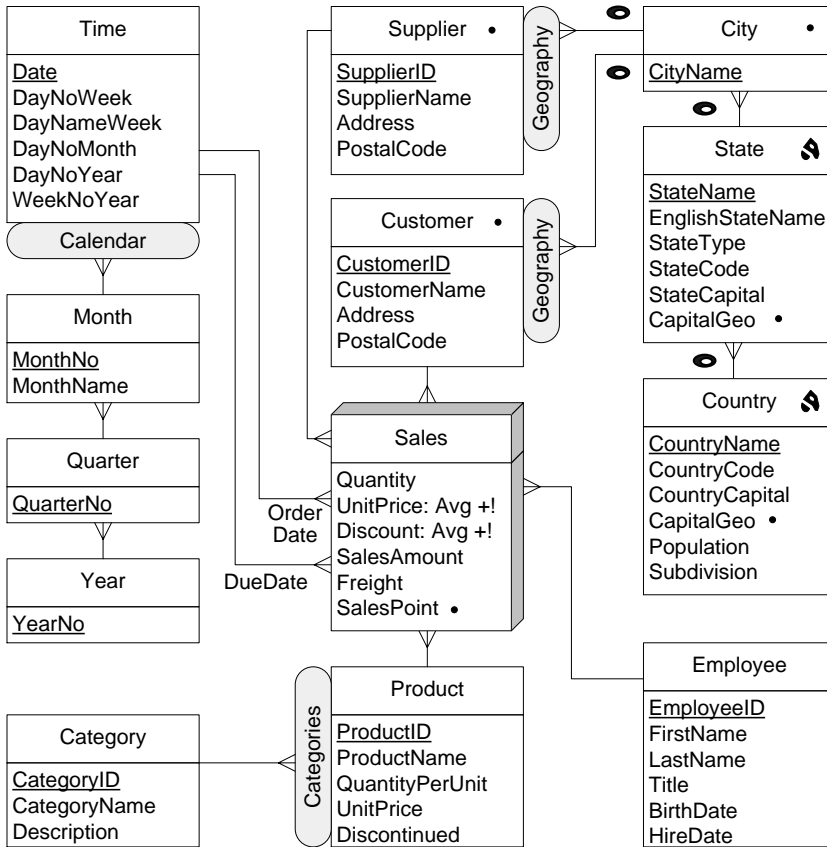 Time
Date
DayNoWeek
DayNameWeek
DayNoMonth
DayNoYear
WeekNoYear
Calendar
Month
MonthNo
MonthName
Quarter
QuarterNo
Year
YearNo
Category
CategoryID
CategoryName
Description
Supplier
SupplierID
SupplierName
Address
PostalCode
Geography
Customer
CustomerID
CustomerName
Address
PostalCode
Geography
Sales
Quantity
UnitPrice: Avg +!
Discount: Avg +!
SalesAmount
Freight
SalesPoint
Order
Date
DueDate
Categories
Product
ProductID
ProductName
QuantityPerUnit
UnitPrice
Discontinued
City
CityName
State
StateName
EnglishStateName
StateType
StateCode
StateCapital
CapitalGeo
Country
CountryName
CountryCode
CountryCapital
CapitalGeo
Population
Subdivision
Employee
EmployeeID
FirstName
LastName
Title
BirthDate
HireDate